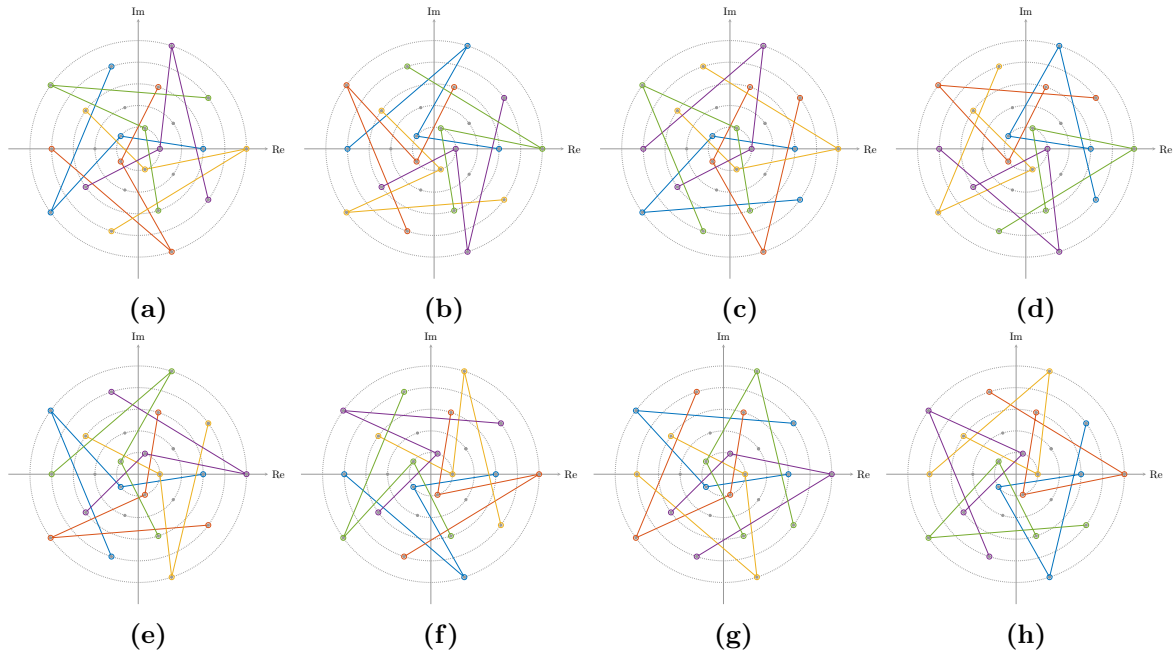 Im Im Im Im
Re Re Re Re
(a) (b) (c) (d)
Im Im Im Im
Re Re Re Re
(e) (f) (g) (h)